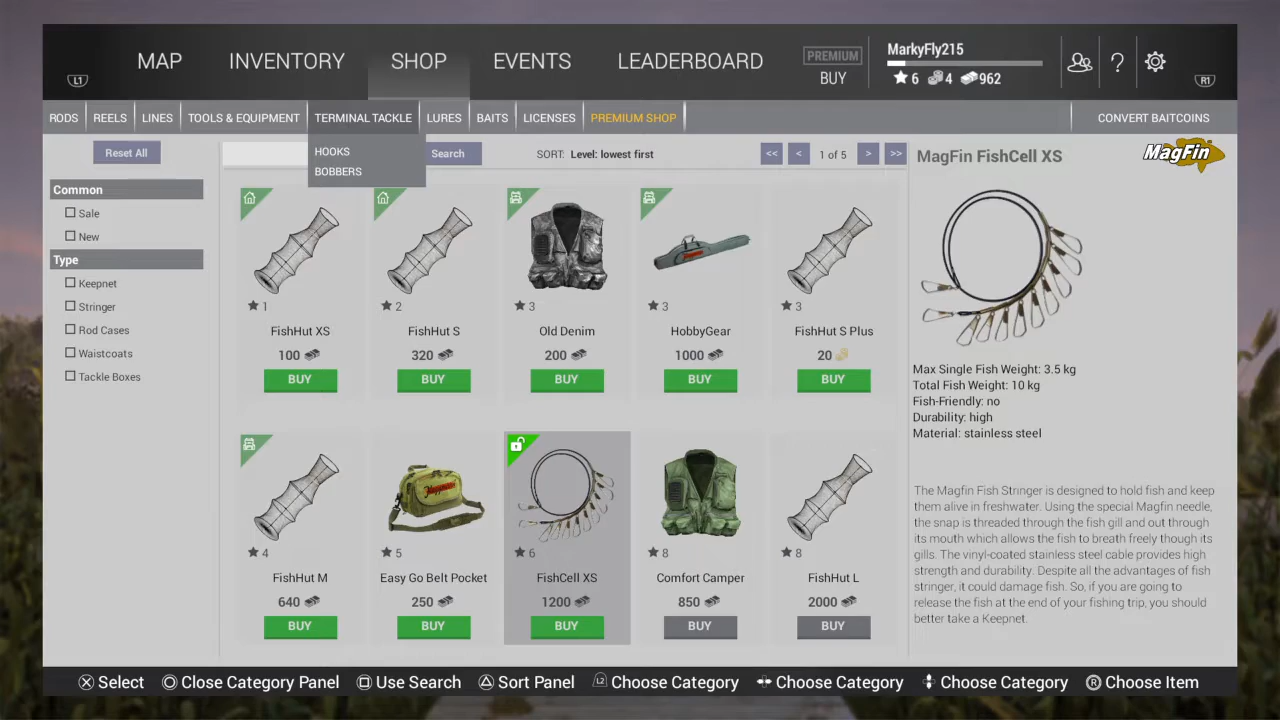 L1
MAP
INVENTORY
SHOP
EVENTS
LEADERBOARD
PREMIUM
BUY
MarkyFly215
6
4
962
?
R1
RODS
REELS
LINES
TOOLS & EQUIPMENT
TERMINAL TACKLE
LURES
BAITS
LICENSES
PREMIUM SHOP
CONVERT BAITCOINS
HOOKS
BOBBERS
Reset All
Search
SORT: Level: lowest first
<<
<
1 of 5
>
>>
Common
Sale
New
Type
Keepnet
Stringer
Rod Cases
Waistcoats
Tackle Boxes
1
FishHut XS
100
BUY
2
FishHut S
320
BUY
3
Old Denim
200
BUY
3
HobbyGear
1000
BUY
3
FishHut S Plus
20
BUY
4
FishHut M
640
BUY
5
Easy Go Belt Pocket
250
BUY
6
FishCell XS
1200
BUY
8
Comfort Camper
850
BUY
8
FishHut L
2000
BUY
MagFin FishCell XS
MagFin
Max Single Fish Weight: 3.5 kg
Total Fish Weight: 10 kg
Fish-Friendly: no
Durability: high
Material: stainless steel
The Magfin Fish Stringer is designed to hold fish and keep
them alive in freshwater. Using the special Magfin needle,
the snap is threaded through the fish gill and out through
its mouth which allows the fish to breath freely though its
gills. The vinyl-coated stainless steel cable provides high
strength and durability. Despite all the advantages of fish
stringer, it could damage fish. So, if you are going to
release the fish at the end of your fishing trip, you should
better take a Keepnet.
Select
Close Category Panel
Use Search
Sort Panel
L2 Choose Category
Choose Category
Choose Category
R Choose Item